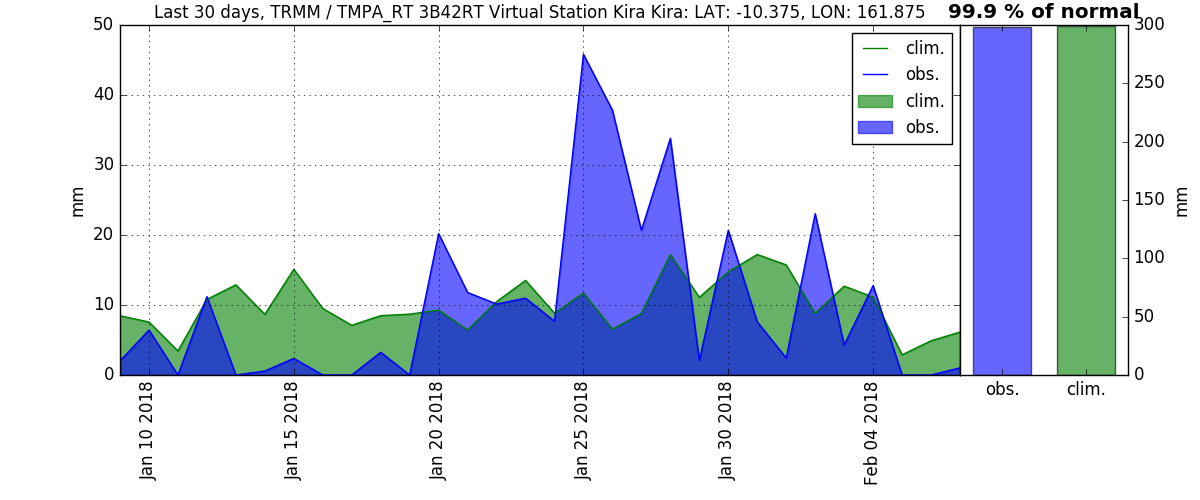 Last 30 days, TRMM / TMPA_RT 3B42RT Virtual Station Kira Kira: LAT: -10.375, LON: 161.875
99.9 % of normal
50
40
30
20
10
0
mm
clim.
obs.
clim.
obs.
Jan 10 2018
Jan 15 2018
Jan 20 2018
Jan 25 2018
Jan 30 2018
Feb 04 2018
300
250
200
150
100
50
0
mm
obs.
clim.